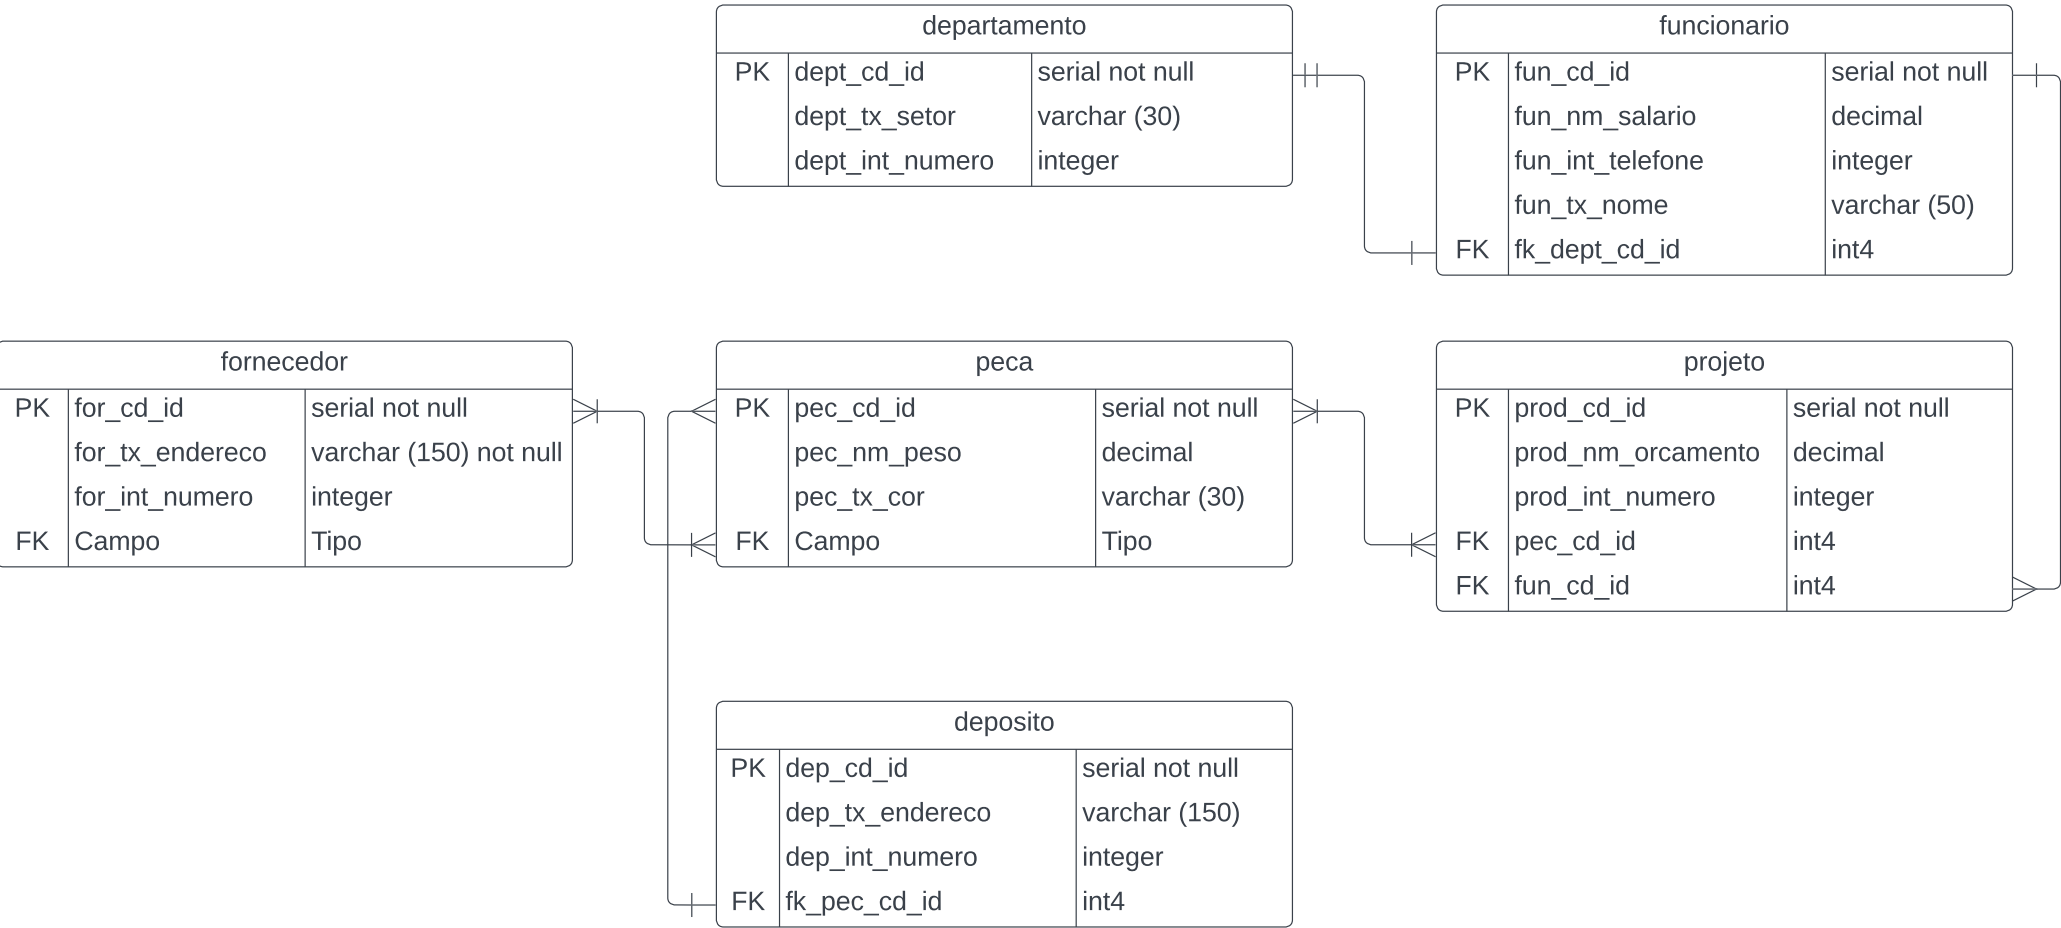 departamento
PK dept_cd_id serial not null
dept_tx_setor varchar (30)
dept_int_numero integer
funcionario
PK fun_cd_id serial not null
fun_nm_salario decimal
fun_int_telefone integer
fun_tx_nome varchar (50)
FK fk_dept_cd_id int4
fornecedor
PK for_cd_id serial not null
for_tx_endereco varchar (150) not null
for_int_numero integer
FK Campo Tipo
peca
PK pec_cd_id serial not null
pec_nm_peso decimal
pec_tx_cor varchar (30)
FK Campo Tipo
projeto
PK prod_cd_id serial not null
prod_nm_orcamento decimal
prod_int_numero integer
FK pec_cd_id int4
FK fun_cd_id int4
deposito
PK dep_cd_id serial not null
dep_tx_endereco varchar (150)
dep_int_numero integer
FK fk_pec_cd_id int4